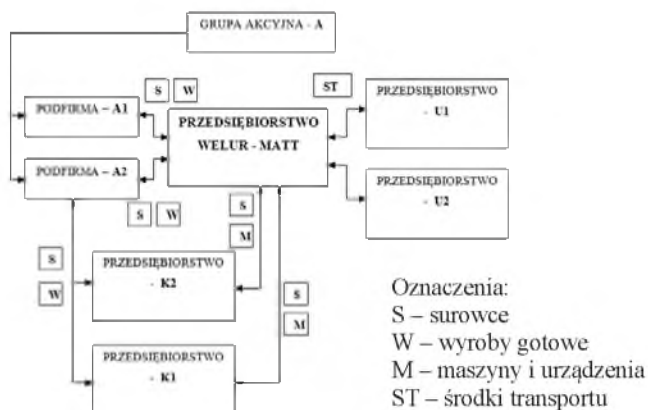 GRUPA AKCYJNA - A
S W
ST
PODFIRMA – A1
PRZEDSIĘBIORSTWO
WELUR - MATT
PRZEDSIĘBIORSTWO
- U1
PODFIRMA – A2
PRZEDSIĘBIORSTWO
- U2
S W
S
M
S
W
PRZEDSIĘBIORSTWO
- K2
S
M
PRZEDSIĘBIORSTWO
- K1
Oznaczenia:
S – surowce
W – wyroby gotowe
M – maszyny i urządzenia
ST – środki transportu